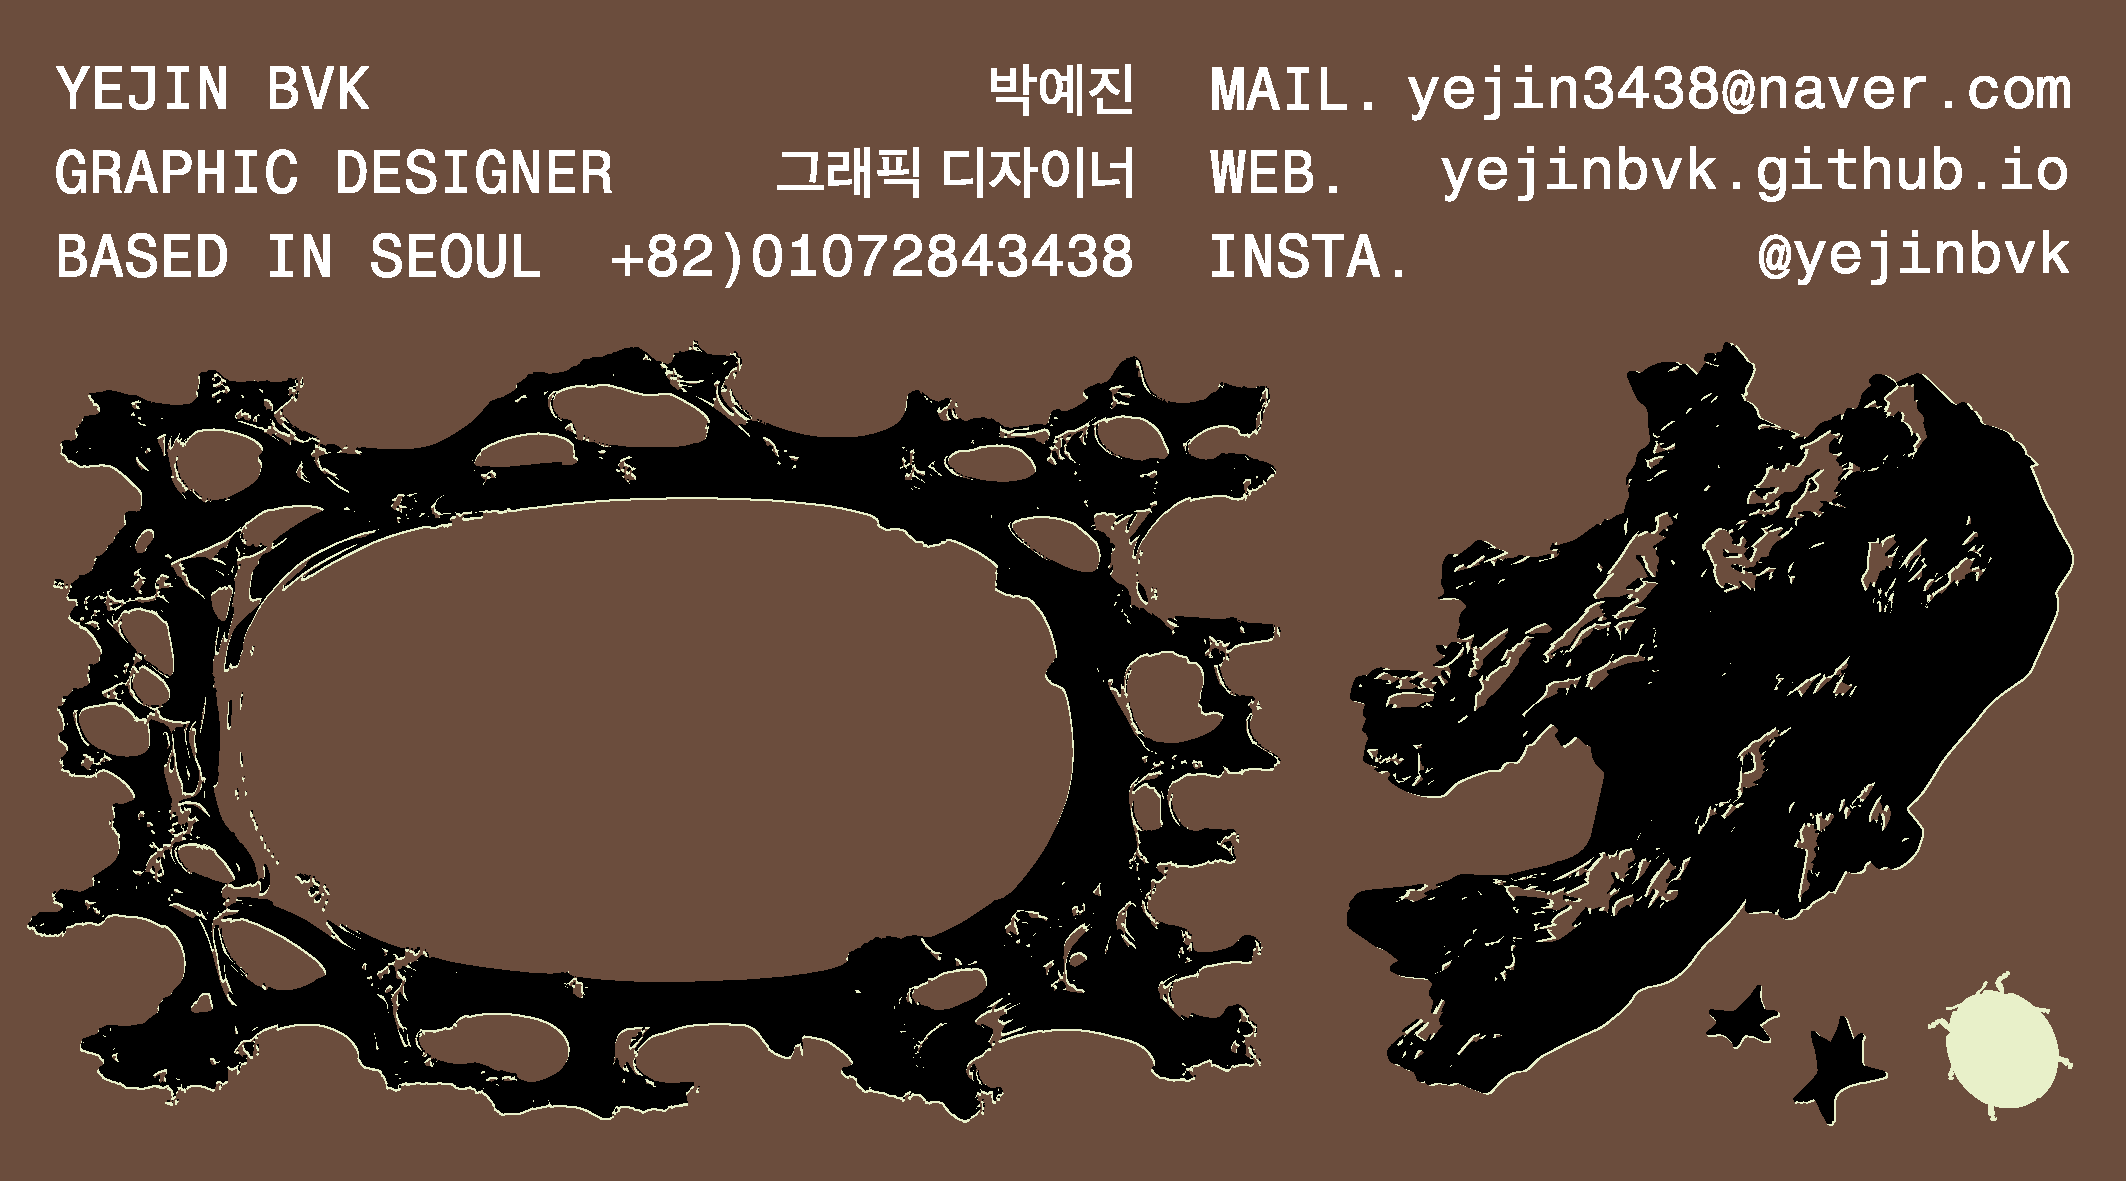 YEJIN BVK 박예진 MAIL. yejin3438@naver.com
GRAPHIC DESIGNER 그래픽 디자이너 WEB. yejinbvk.github.io
BASED IN SEOUL +82)01072843438 INSTA. @yejinbvk